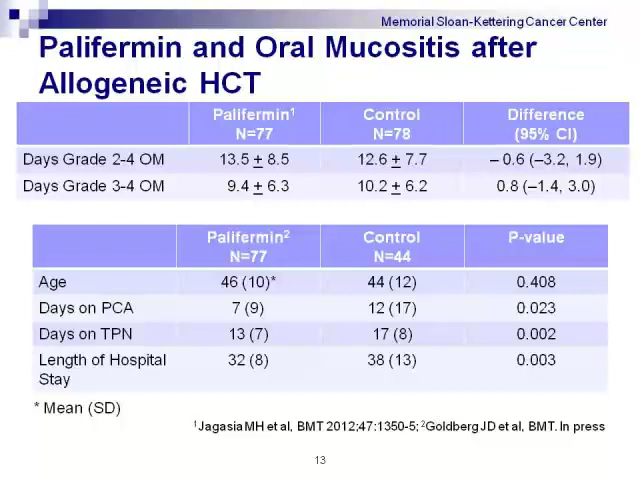 Memorial Sloan-Kettering Cancer Center
Palifermin and Oral Mucositis after
Allogeneic HCT
Palifermin1 Control Difference
N=77 N=78 (95% CI)
Days Grade 2-4 OM 13.5 ± 8.5 12.6 ± 7.7 – 0.6 (–3.2, 1.9)
Days Grade 3-4 OM 9.4 ± 6.3 10.2 ± 6.2 0.8 (–1.4, 3.0)
Palifermin2 Control P-value
N=77 N=44
Age 46 (10)* 44 (12) 0.408
Days on PCA 7 (9) 12 (17) 0.023
Days on TPN 13 (7) 17 (8) 0.002
Length of Hospital 32 (8) 38 (13) 0.003
Stay
* Mean (SD)
1Jagasia MH et al, BMT 2012;47:1350-5; 2Goldberg JD et al, BMT. In press
13